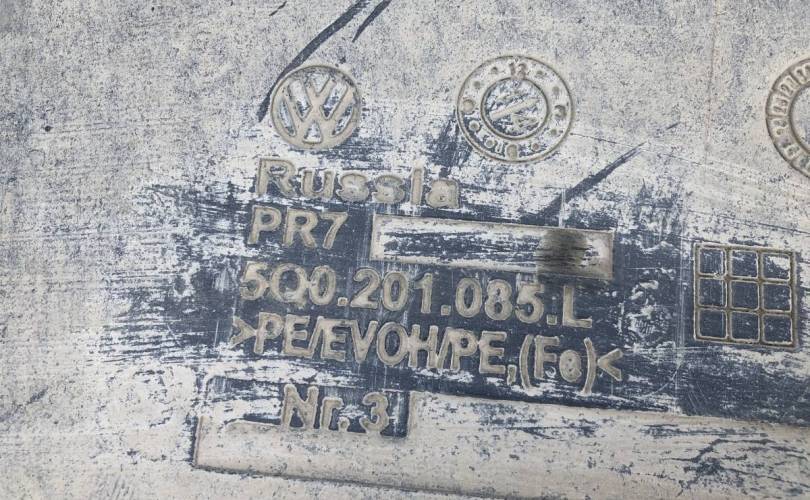 Russia
PR7
5Q0.201.085.L
>PE/EVOH/PE,(Fe)<
Nr. 3